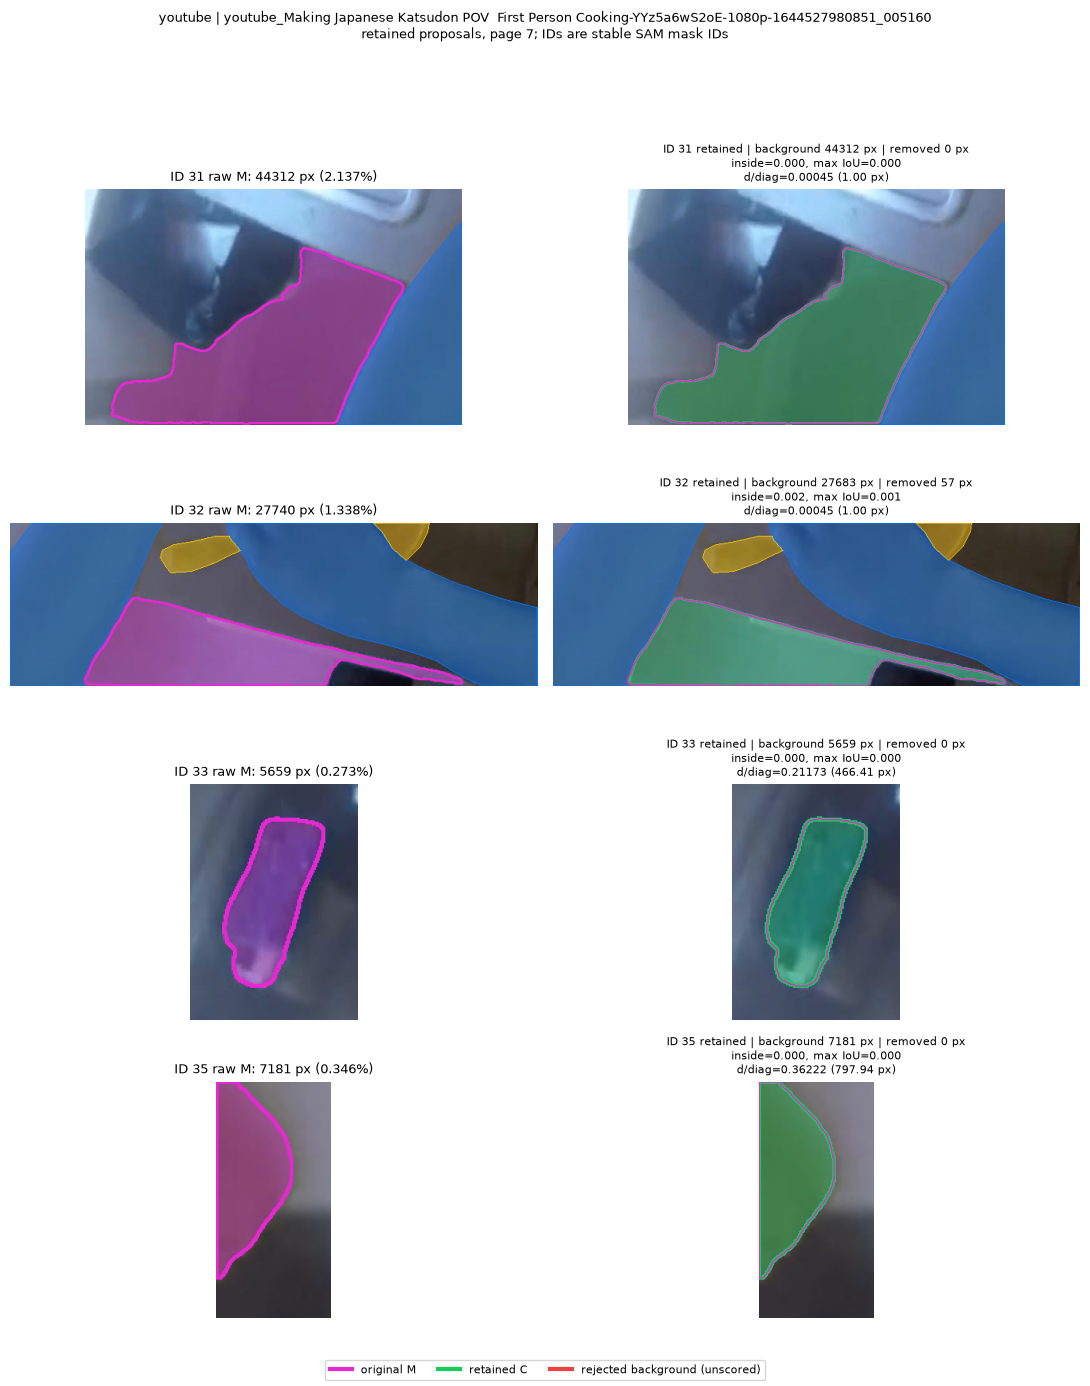 youtube | youtube_Making Japanese Katsudon POV  First Person Cooking-YYz5a6wS2oE-1080p-1644527980851_005160
retained proposals, page 7; IDs are stable SAM mask IDs
ID 31 raw M: 44312 px (2.137%)
ID 31 retained | background 44312 px | removed 0 px
inside=0.000, max IoU=0.000
d/diag=0.00045 (1.00 px)
ID 32 raw M: 27740 px (1.338%)
ID 32 retained | background 27683 px | removed 57 px
inside=0.002, max IoU=0.001
d/diag=0.00045 (1.00 px)
ID 33 raw M: 5659 px (0.273%)
ID 33 retained | background 5659 px | removed 0 px
inside=0.000, max IoU=0.000
d/diag=0.21173 (466.41 px)
ID 35 raw M: 7181 px (0.346%)
ID 35 retained | background 7181 px | removed 0 px
inside=0.000, max IoU=0.000
d/diag=0.36222 (797.94 px)
original M
retained C
rejected background (unscored)